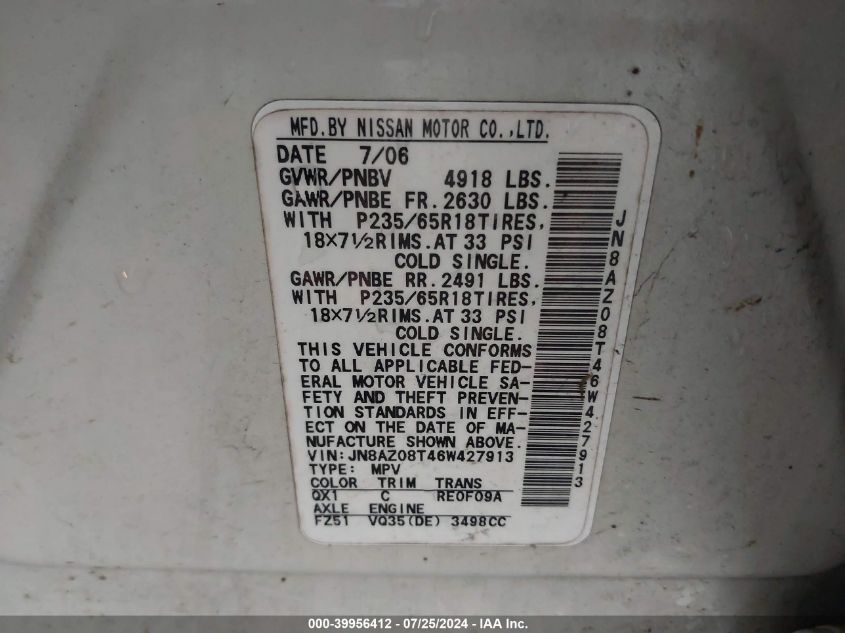 MFD.BY NISSAN MOTOR CO.,LTD.
DATE 7/06
GVWR/PNBV 4918 LBS.
GAWR/PNBE FR. 2630 LBS.
WITH P235/65R18TIRES,
18×7½RIMS.AT 33 PSI
COLD SINGLE.
GAWR/PNBE RR. 2491 LBS.
WITH P235/65R18TIRES,
18×7½RIMS.AT 33 PSI
COLD SINGLE.
THIS VEHICLE CONFORMS
TO ALL APPLICABLE FED-
ERAL MOTOR VEHICLE SA-
FETY AND THEFT PREVEN-
TION STANDARDS IN EFF-
ECT ON THE DATE OF MA-
NUFACTURE SHOWN ABOVE.
VIN:JN8AZ08T46W427913
TYPE: MPV
COLOR TRIM TRANS
QX1 C RE0F09A
AXLE ENGINE
FZ51 VQ35(DE) 3498CC
JN8AZ08T46W427913
000-39956412 - 07/25/2024 - IAA Inc.